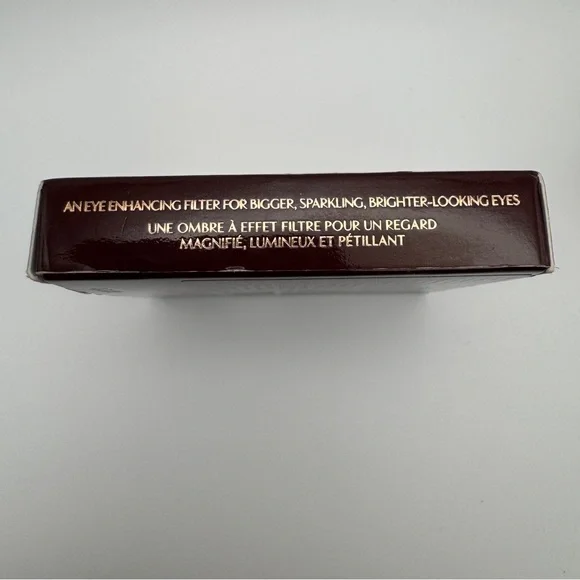 AN EYE ENHANCING FILTER FOR BIGGER, SPARKLING, BRIGHTER-LOOKING EYES
UNE OMBRE À EFFET FILTRE POUR UN REGARD
MAGNIFIÉ, LUMINEUX ET PÉTILLANT